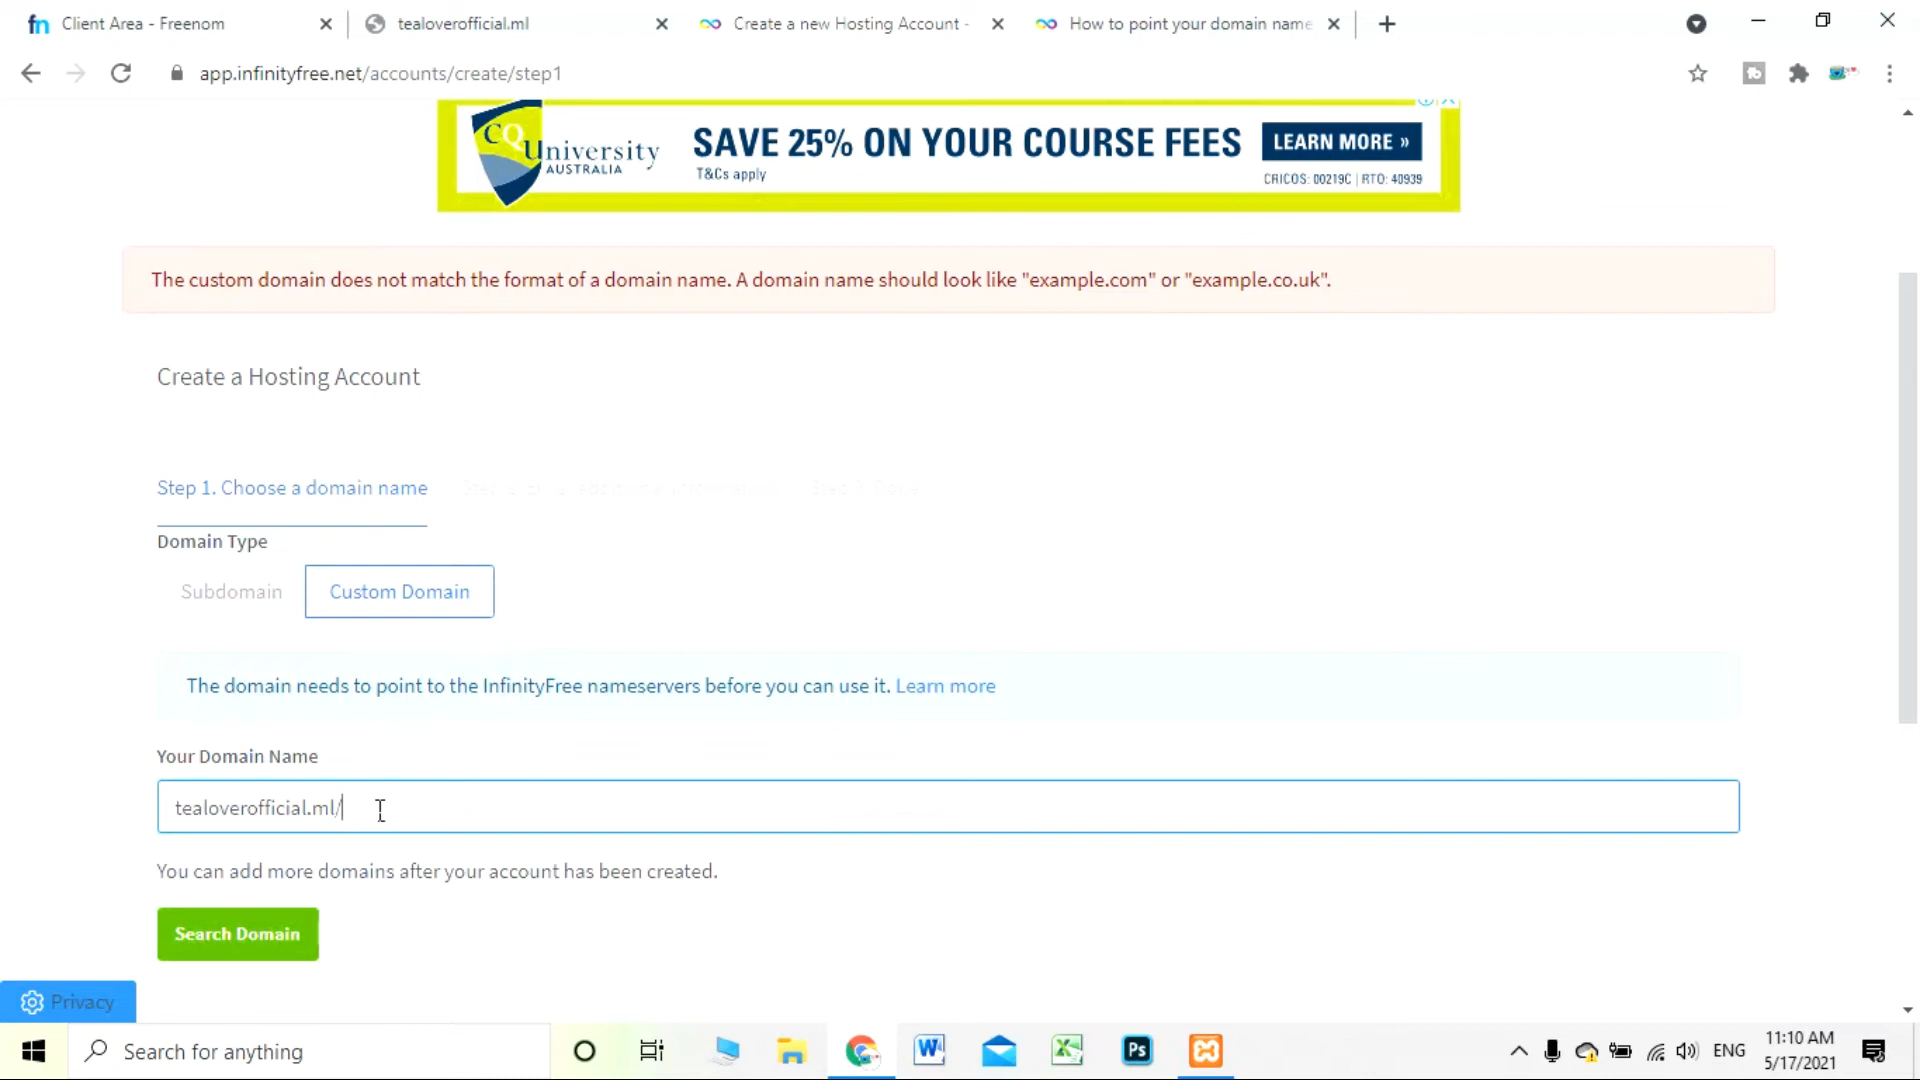 Client Area - Freenom
tealoverofficial.ml
Create a new Hosting Account -
How to point your domain name
app.infinityfree.net/accounts/create/step1
CQUniversity
AUSTRALIA
SAVE 25% ON YOUR COURSE FEES
T&Cs apply
LEARN MORE »
CRICOS: 00219C | RTO: 40939
The custom domain does not match the format of a domain name. A domain name should look like "example.com" or "example.co.uk".
Create a Hosting Account
Step 1. Choose a domain name
Domain Type
Subdomain
Custom Domain
The domain needs to point to the InfinityFree nameservers before you can use it. Learn more
Your Domain Name
tealoverofficial.ml/
You can add more domains after your account has been created.
Search Domain
Privacy
Search for anything
Ps
ENG
11:10 AM
5/17/2021